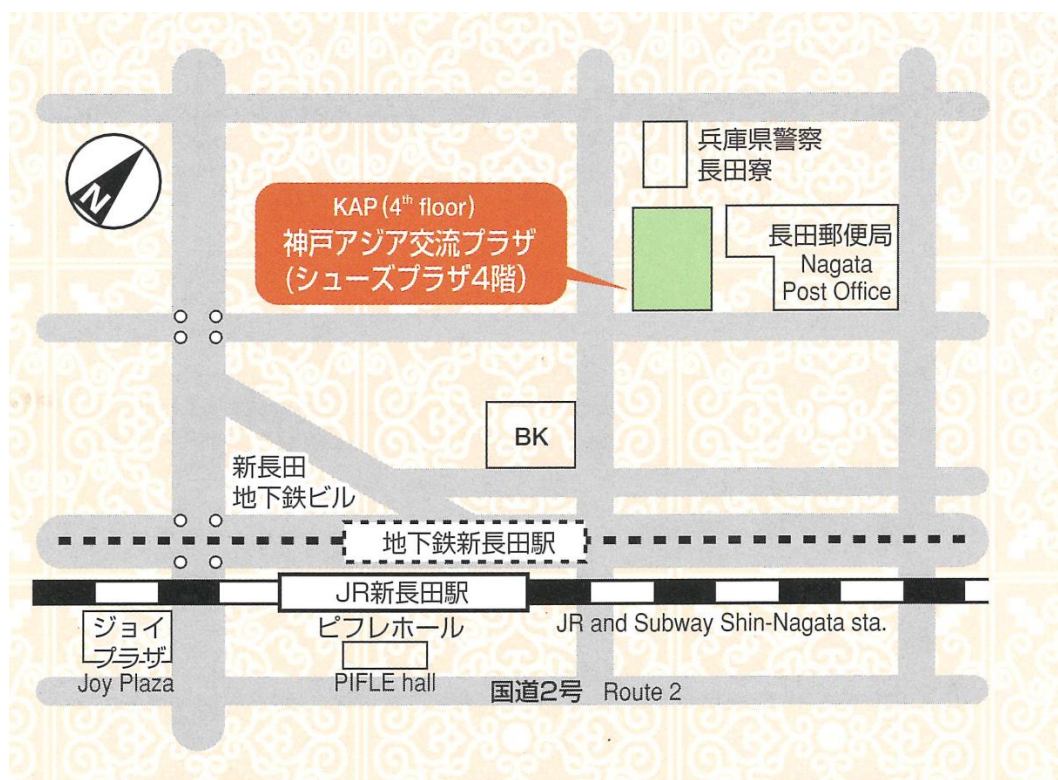 兵庫県警察
長田寮
N
KAP (4th floor)
神戸アジア交流プラザ
(シューズプラザ4階)
長田郵便局
Nagata
Post Office
BK
新長田
地下鉄ビル
地下鉄新長田駅
JR新長田駅
ジョイ
プラザ
Joy Plaza
ピフレホール
PIFLE hall
JR and Subway Shin-Nagata sta.
国道2号 Route 2